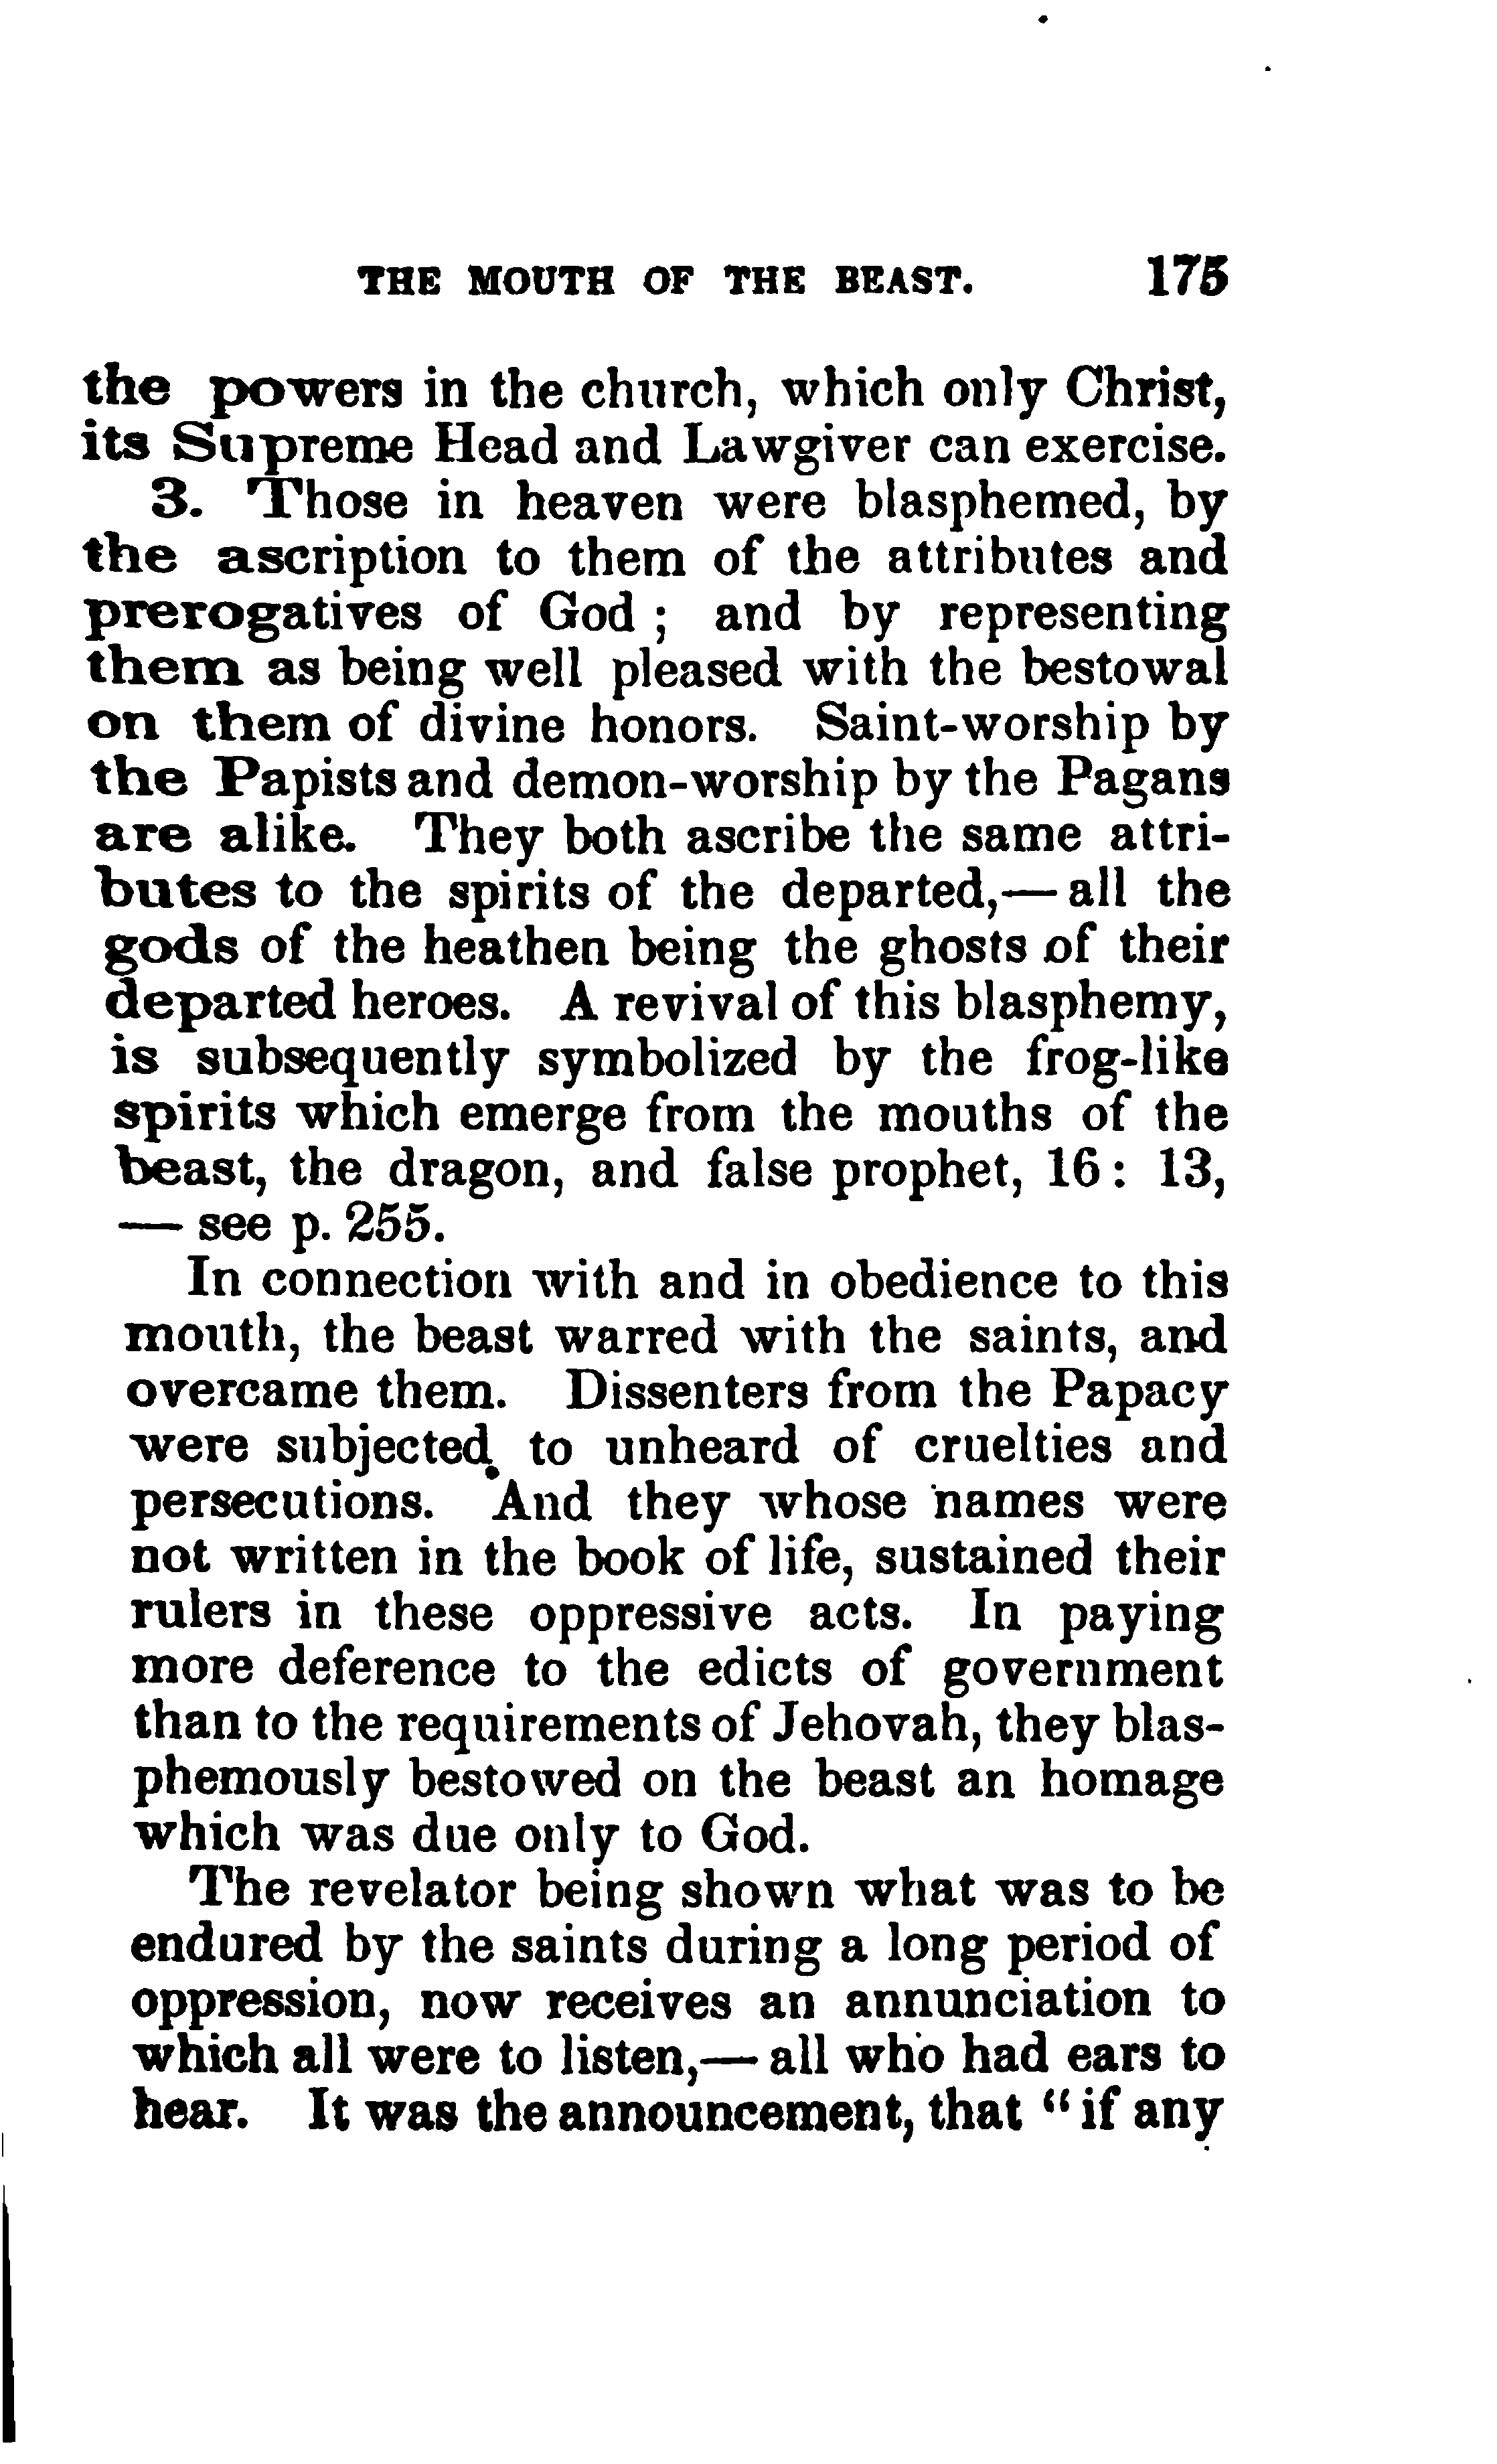 THE MOUTH OF THE BEAST. 175
the powers in the church, which only Christ,
its Supreme Head and Lawgiver can exercise.
3. Those in heaven were blasphemed, by
the ascription to them of the attributes and
prerogatives of God ; and by representing
them as being well pleased with the bestowal
on them of divine honors. Saint-worship by
the Papists and demon-worship by the Pagans
are alike. They both ascribe the same attri-
butes to the spirits of the departed,— all the
gods of the heathen being the ghosts of their
departed heroes. A revival of this blasphemy,
is subsequently symbolized by the frog-like
spirits which emerge from the mouths of the
beast, the dragon, and false prophet, 16 : 13,
— see p. 255.
In connection with and in obedience to this
mouth, the beast warred with the saints, and
overcame them. Dissenters from the Papacy
were subjected to unheard of cruelties and
persecutions. And they whose names were
not written in the book of life, sustained their
rulers in these oppressive acts. In paying
more deference to the edicts of government
than to the requirements of Jehovah, they blas-
phemously bestowed on the beast an homage
which was due only to God.
The revelator being shown what was to be
endured by the saints during a long period of
oppression, now receives an annunciation to
which all were to listen,— all who had ears to
hear. It was the announcement, that “ if any